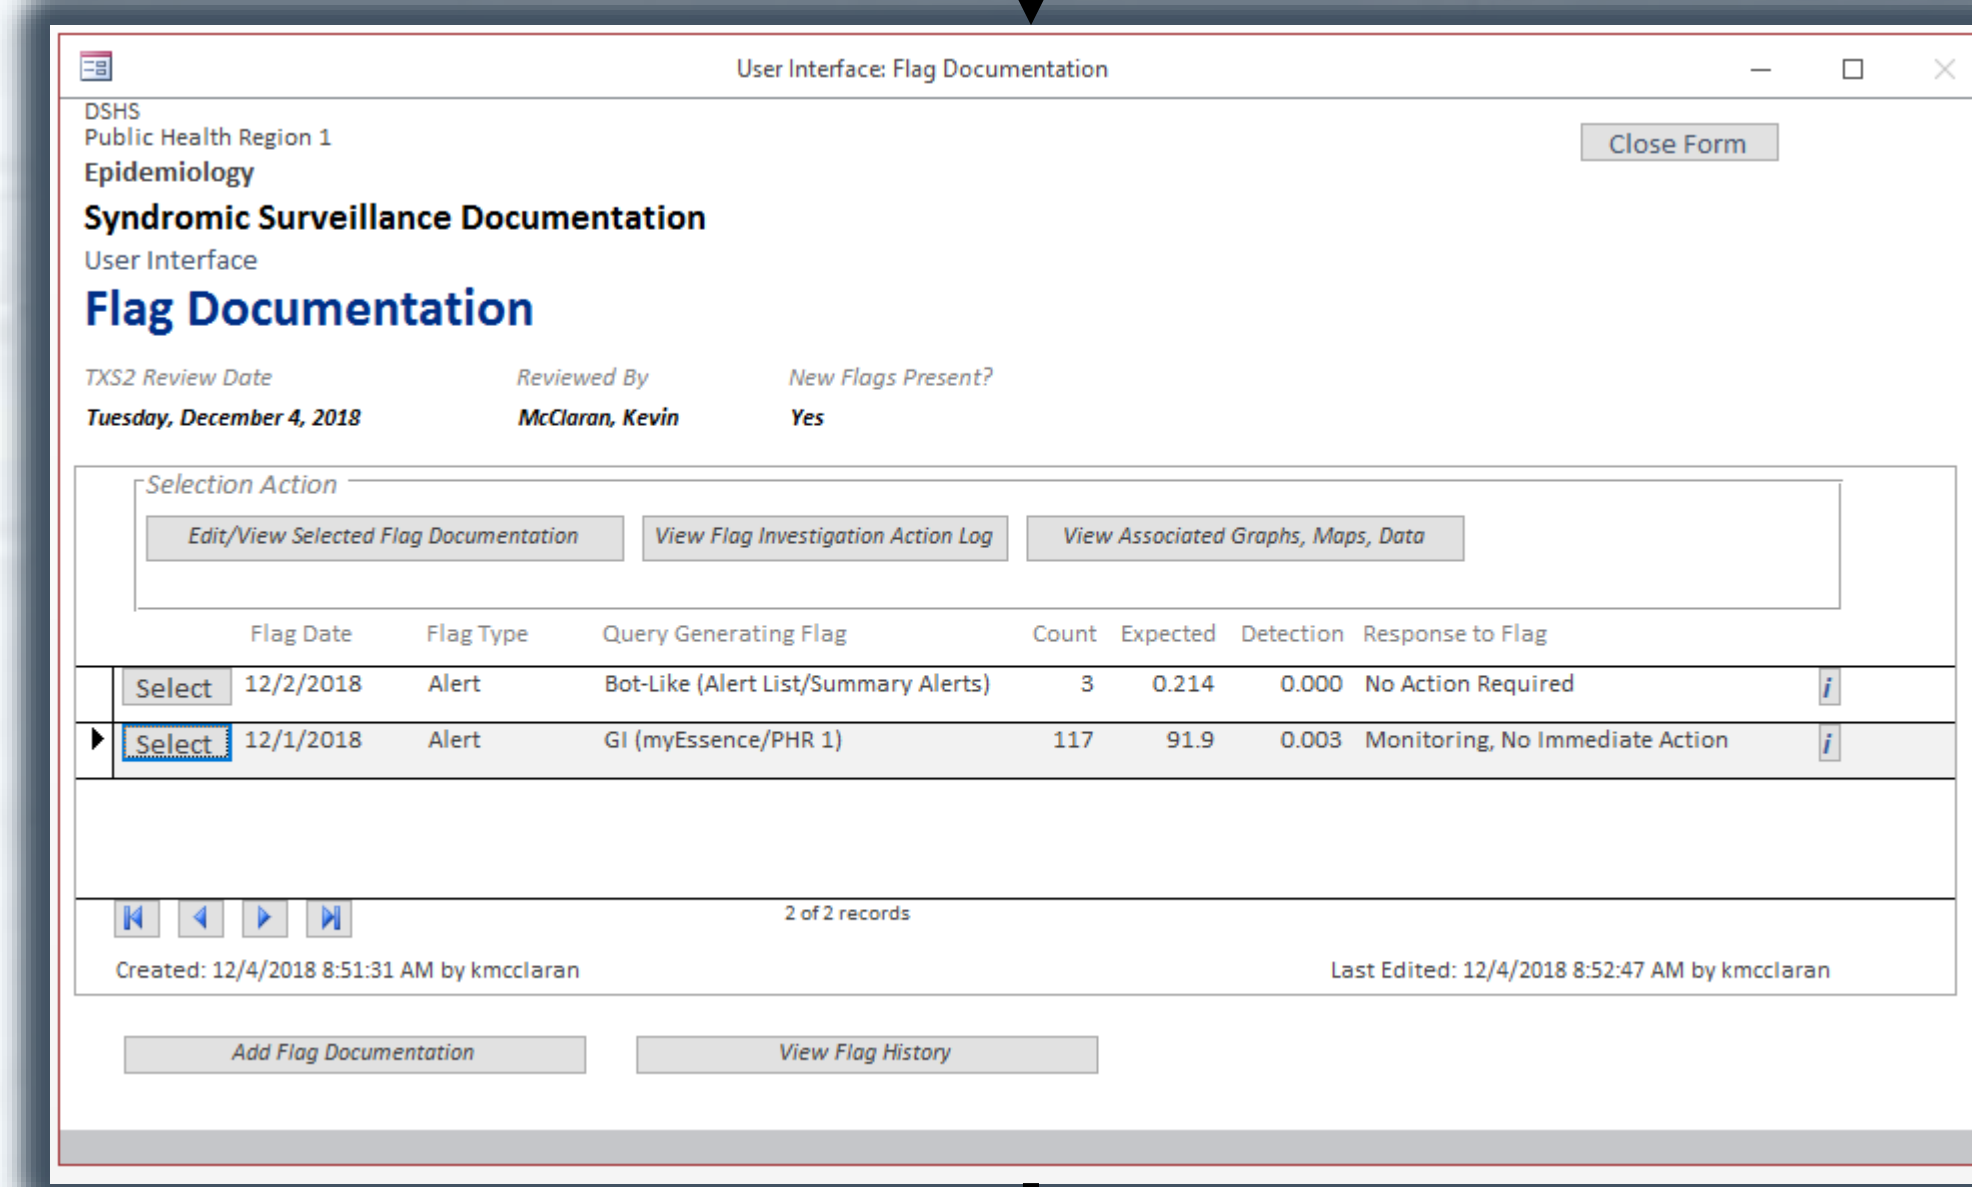 User Interface: Flag Documentation
DSHS
Public Health Region 1
Close Form
Epidemiology
Syndromic Surveillance Documentation
User Interface
Flag Documentation
TXS2 Review Date Reviewed By New Flags Present?
Tuesday, December 4, 2018 McClaran, Kevin Yes
Selection Action
Edit/View Selected Flag Documentation View Flag Investigation Action Log View Associated Graphs, Maps, Data
Flag Date Flag Type Query Generating Flag Count Expected Detection Response to Flag
Select 12/2/2018 Alert Bot-Like (Alert List/Summary Alerts) 3 0.214 0.000 No Action Required i
Select 12/1/2018 Alert GI (myEssence/PHR 1) 117 91.9 0.003 Monitoring, No Immediate Action i
2 of 2 records
Created: 12/4/2018 8:51:31 AM by kmcclaran Last Edited: 12/4/2018 8:52:47 AM by kmcclaran
Add Flag Documentation View Flag History